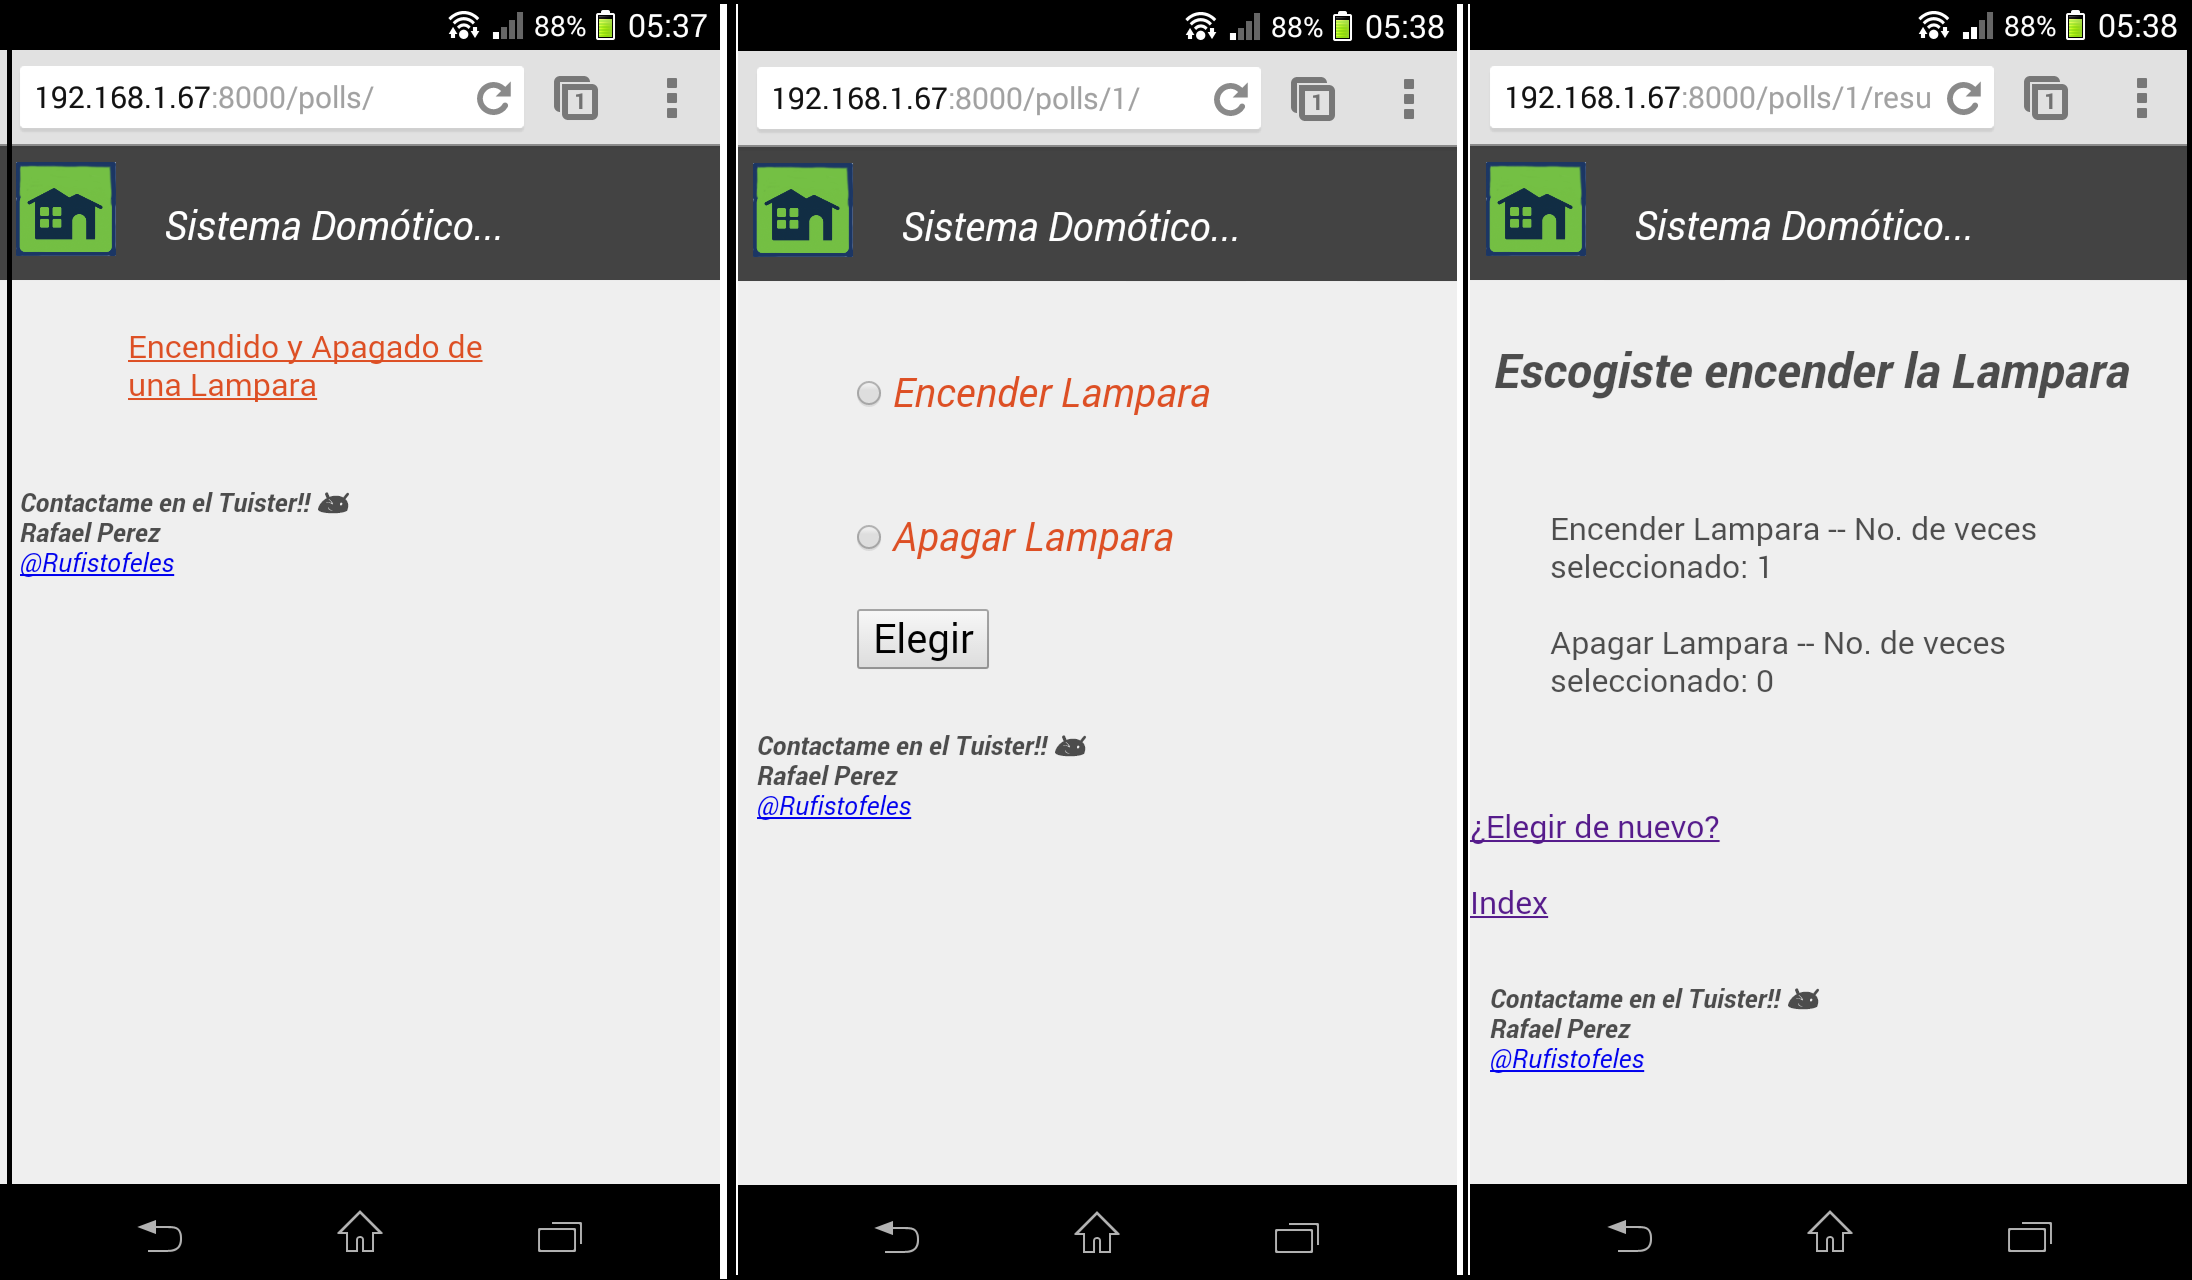 88% 05:37
192.168.1.67:8000/polls/
1
Sistema Domótico...
Encendido y Apagado de
una Lampara
Contactame en el Tuister!!
Rafael Perez
@Rufistofeles
88% 05:38
192.168.1.67:8000/polls/1/
1
Sistema Domótico...
Encender Lampara
Apagar Lampara
Elegir
Contactame en el Tuister!!
Rafael Perez
@Rufistofeles
88% 05:38
192.168.1.67:8000/polls/1/resu
1
Sistema Domótico...
Escogiste encender la Lampara
Encender Lampara -- No. de veces
seleccionado: 1
Apagar Lampara -- No. de veces
seleccionado: 0
¿Elegir de nuevo?
Index
Contactame en el Tuister!!
Rafael Perez
@Rufistofeles